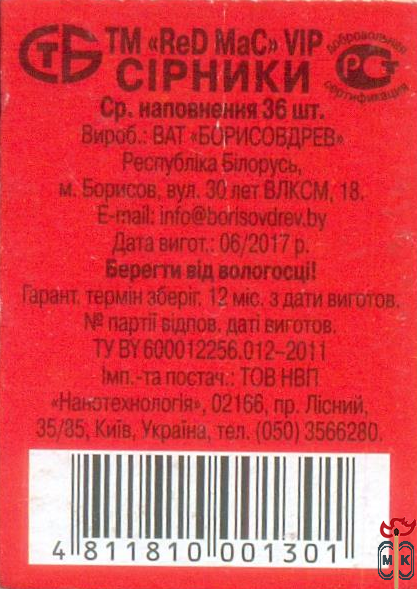 СТБ ТМ «ReD MaC» VIP
Добровольная сертификация
РСТ
СІРНИКИ
Ср. наповнення 36 шт.
Вироб.: ВАТ «БОРИСОВДРЕВ»
Республіка Білорусь,
м. Борисов, вул. 30 лет ВЛКСМ, 18.
E-mail: info@borisovdrev.by
Дата вигот.: 06/2017 р.
Берегти від вологосці!
Гарант. термін зберіг. 12 міс. з дати виготов.
№ партії відпов. даті виготов.
ТУ BY 600012256.012–2011
Імп.-та постач.: ТОВ НВП
«Нанотехнологія», 02166, пр. Лісний,
35/85, Київ, Україна, тел. (050) 3566280.
4 811810 001301
М К